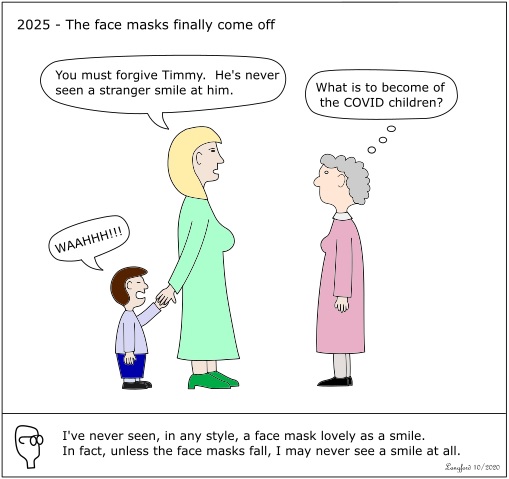 2025 - The face masks finally come off
You must forgive Timmy.  He's never
seen a stranger smile at him.
What is to become of
the COVID children?
WAAHHH!!!
I've never seen, in any style, a face mask lovely as a smile.
In fact, unless the face masks fall, I may never see a smile at all.
Langford 10/2020